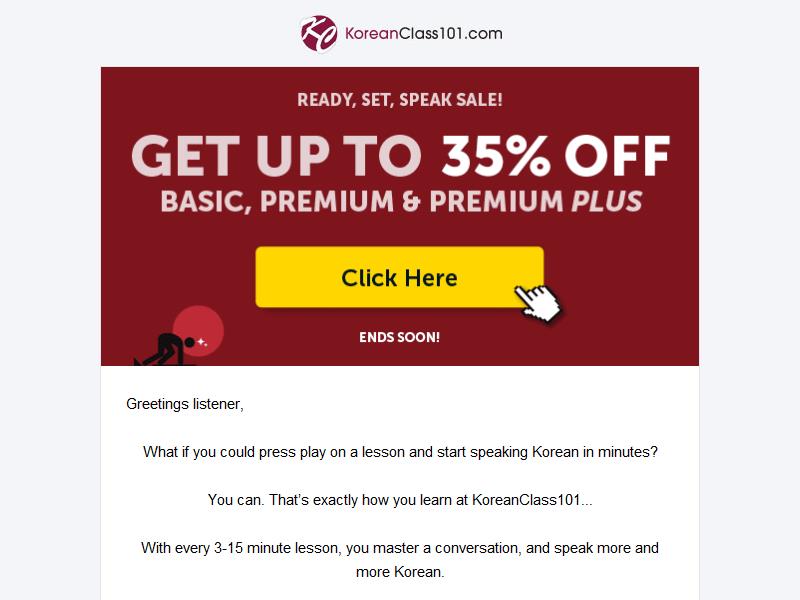 KoreanClass101.com
READY, SET, SPEAK SALE!
GET UP TO 35% OFF
BASIC, PREMIUM & PREMIUM PLUS
Click Here
ENDS SOON!
Greetings listener,
What if you could press play on a lesson and start speaking Korean in minutes?
You can. That’s exactly how you learn at KoreanClass101...
With every 3-15 minute lesson, you master a conversation, and speak more and
more Korean.